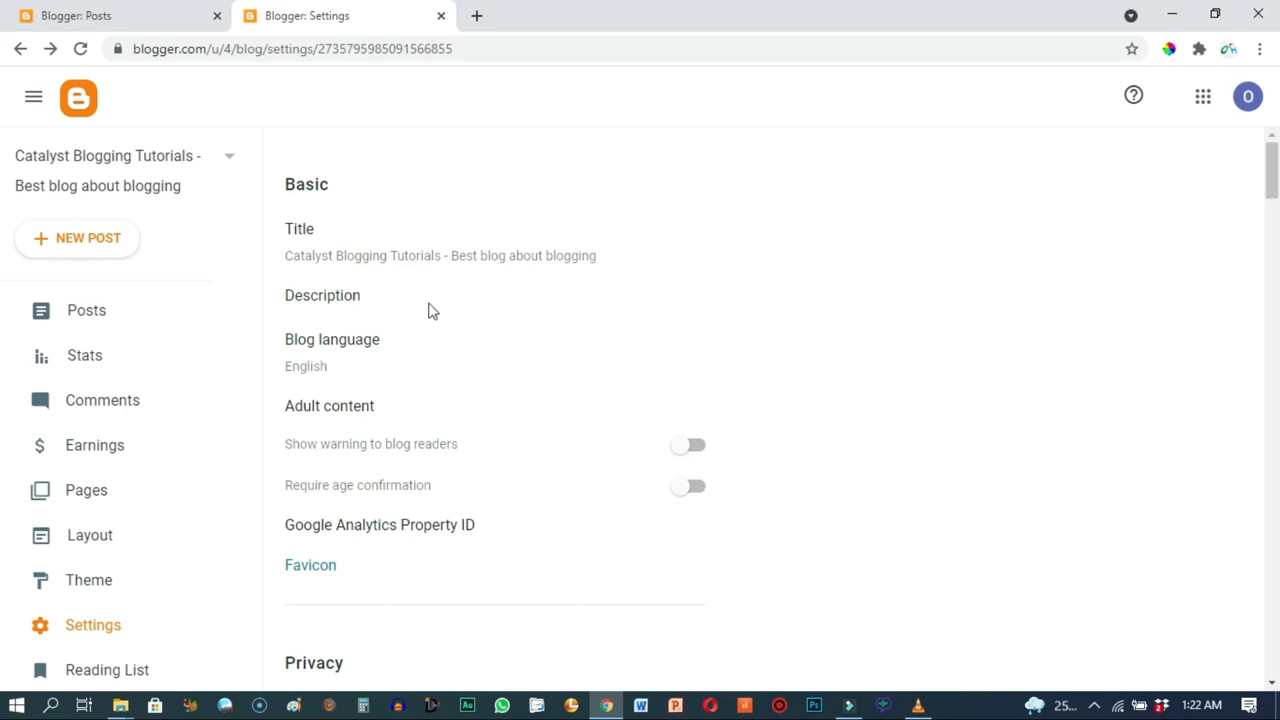 Blogger: Posts
Blogger: Settings
blogger.com/u/4/blog/settings/2735795985091566855
O
Catalyst Blogging Tutorials -
Best blog about blogging
NEW POST
Posts
Stats
Comments
Earnings
Pages
Layout
Theme
Settings
Reading List
Basic
Title
Catalyst Blogging Tutorials - Best blog about blogging
Description
Blog language
English
Adult content
Show warning to blog readers
Require age confirmation
Google Analytics Property ID
Favicon
Privacy
25... 1:22 AM